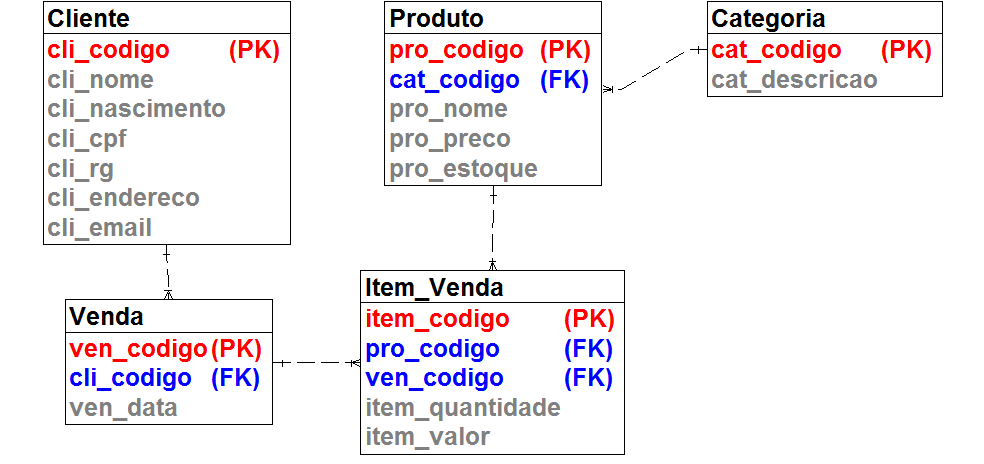 Cliente
cli_codigo (PK)
cli_nome
cli_nascimento
cli_cpf
cli_rg
cli_endereco
cli_email
Produto
pro_codigo (PK)
cat_codigo (FK)
pro_nome
pro_preco
pro_estoque
Categoria
cat_codigo (PK)
cat_descricao
Venda
ven_codigo (PK)
cli_codigo (FK)
ven_data
Item_Venda
item_codigo (PK)
pro_codigo (FK)
ven_codigo (FK)
item_quantidade
item_valor